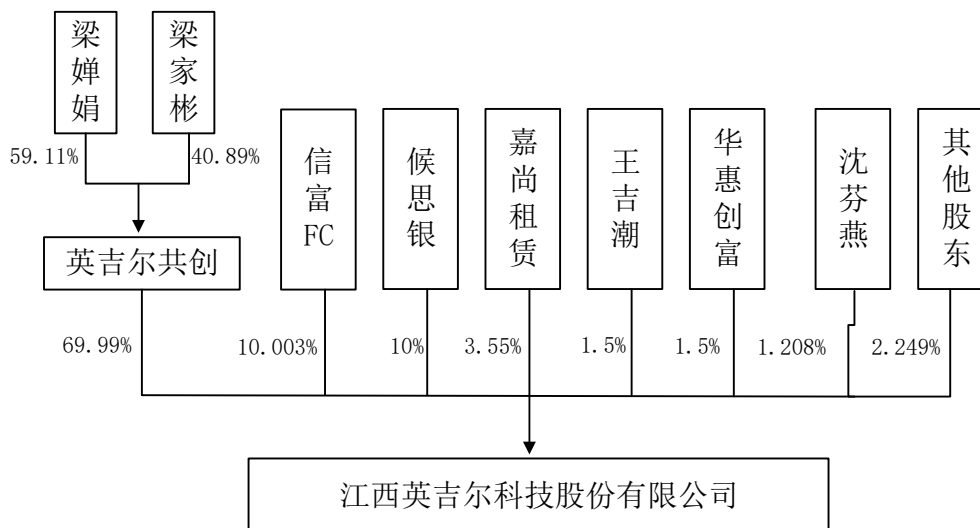 梁婵娟
梁家彬
59.11%
40.89%
英吉尔共创
信富FC
候思银
嘉尚租赁
王吉潮
华惠创富
沈芬燕
其他股东
69.99%
10.003%
10%
3.55%
1.5%
1.5%
1.208%
2.249%
江西英吉尔科技股份有限公司